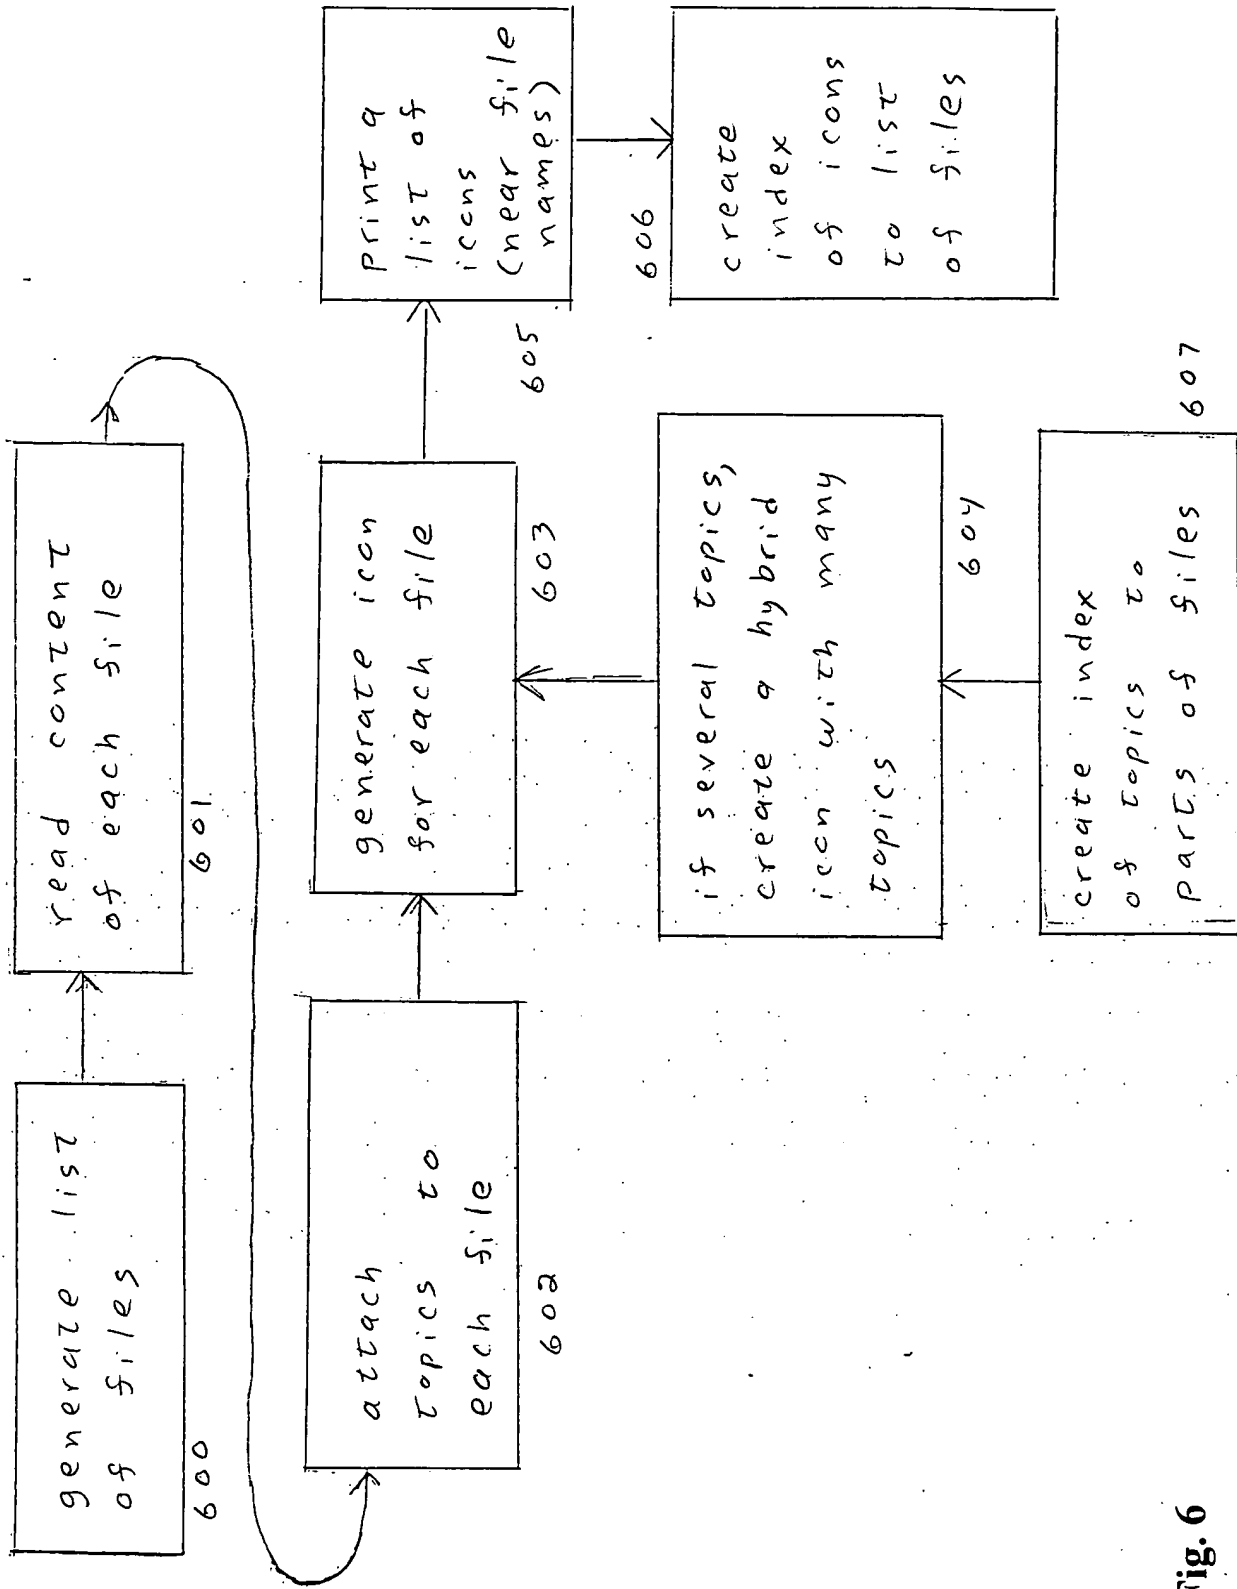 generate list
of files
600
read content
of each file
601
attach
topics to
each file
602
generate icon
for each file
603
print a
list of
icons
(near file
names)
605
if several topics,
create a hybrid
icon with many
topics
604
create
index
of icons
to list
of files
606
create index
of topics to
parts of files
607
Fig. 6